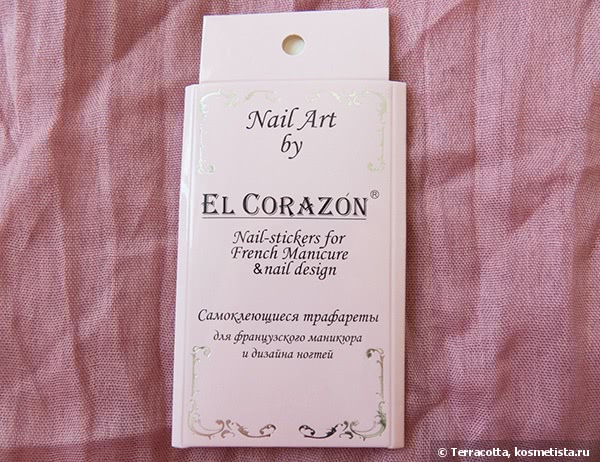 Nail Art
by
EL CORAZÓN®
Nail-stickers for
French Manicure
&nail design
Самоклеющиеся трафареты
для французского маникюра
и дизайна ногтей
© Terracotta, kosmetista.ru